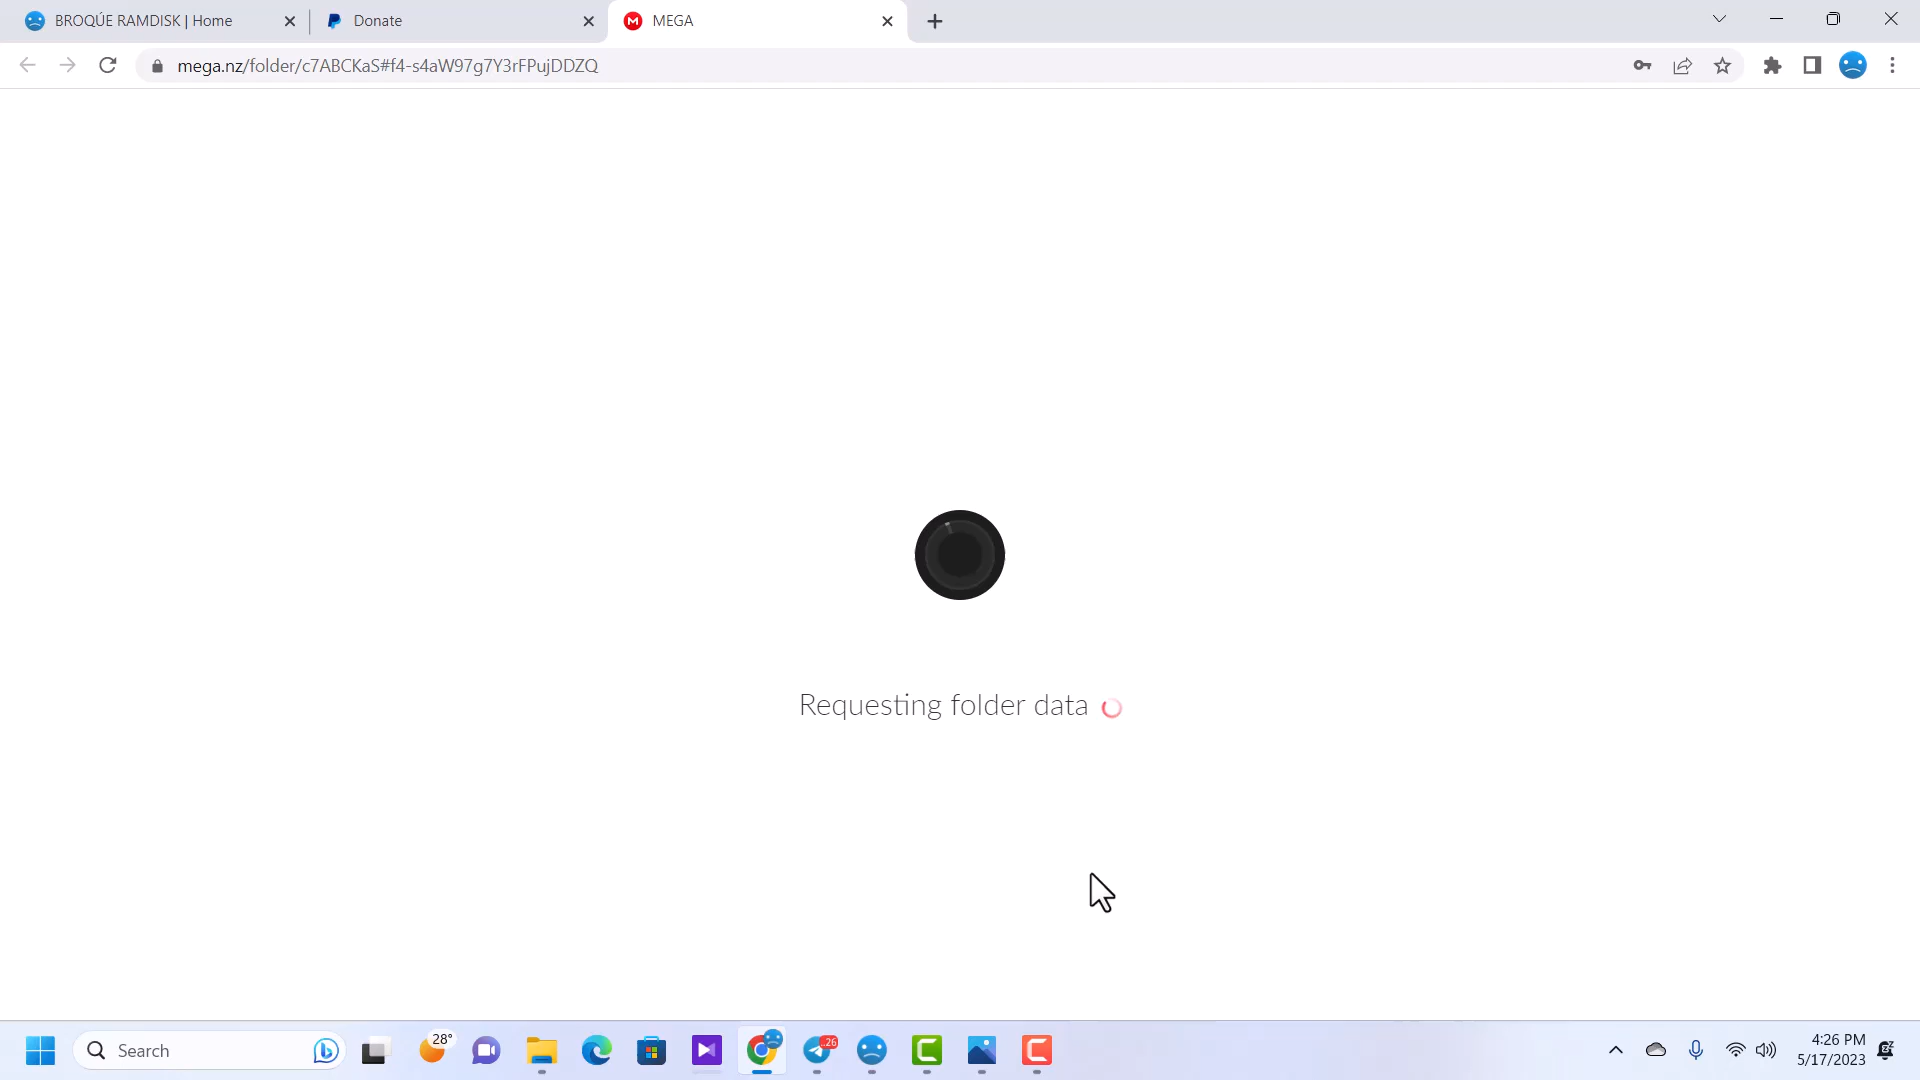 BROQÚE RAMDISK | Home
Donate
MEGA
mega.nz/folder/c7ABCKaS#f4-s4aW97g7Y3rFPujDDZQ
Requesting folder data
Search
28°
..26
4:26 PM
5/17/2023